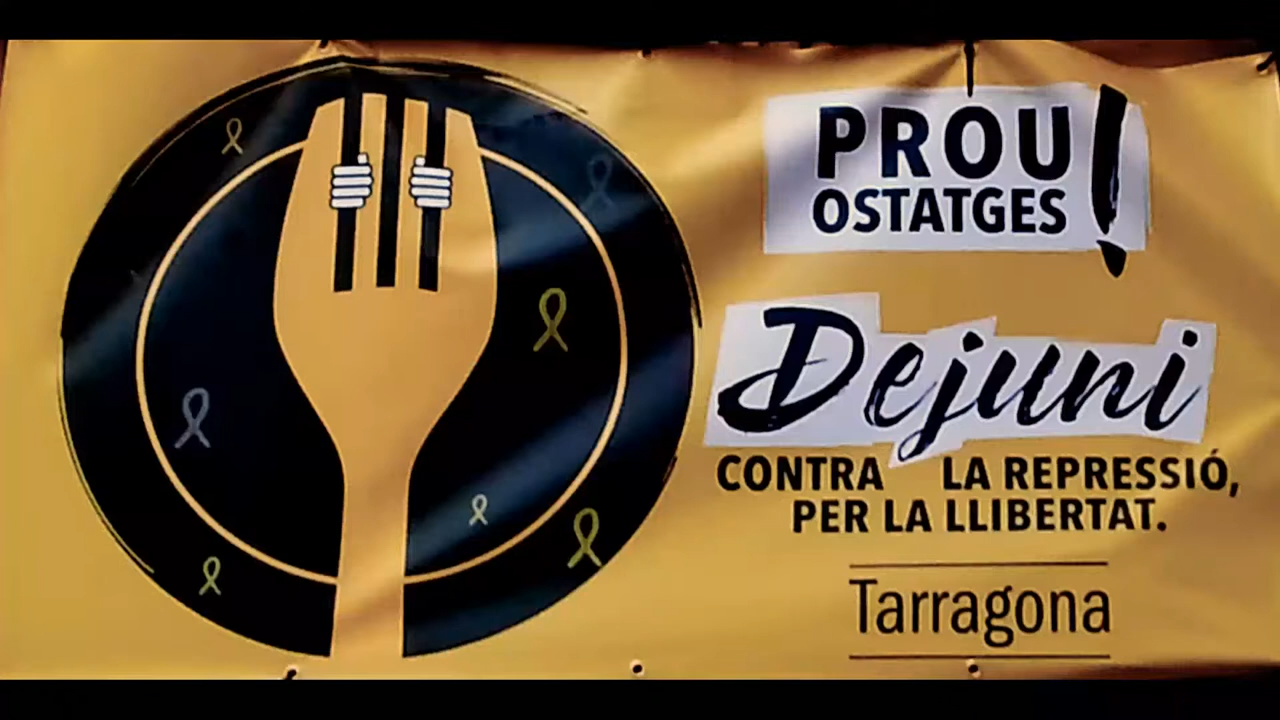 PROU!
OSTATGES
Dejuni
CONTRA LA REPRESSIÓ,
PER LA LLIBERTAT.
Tarragona